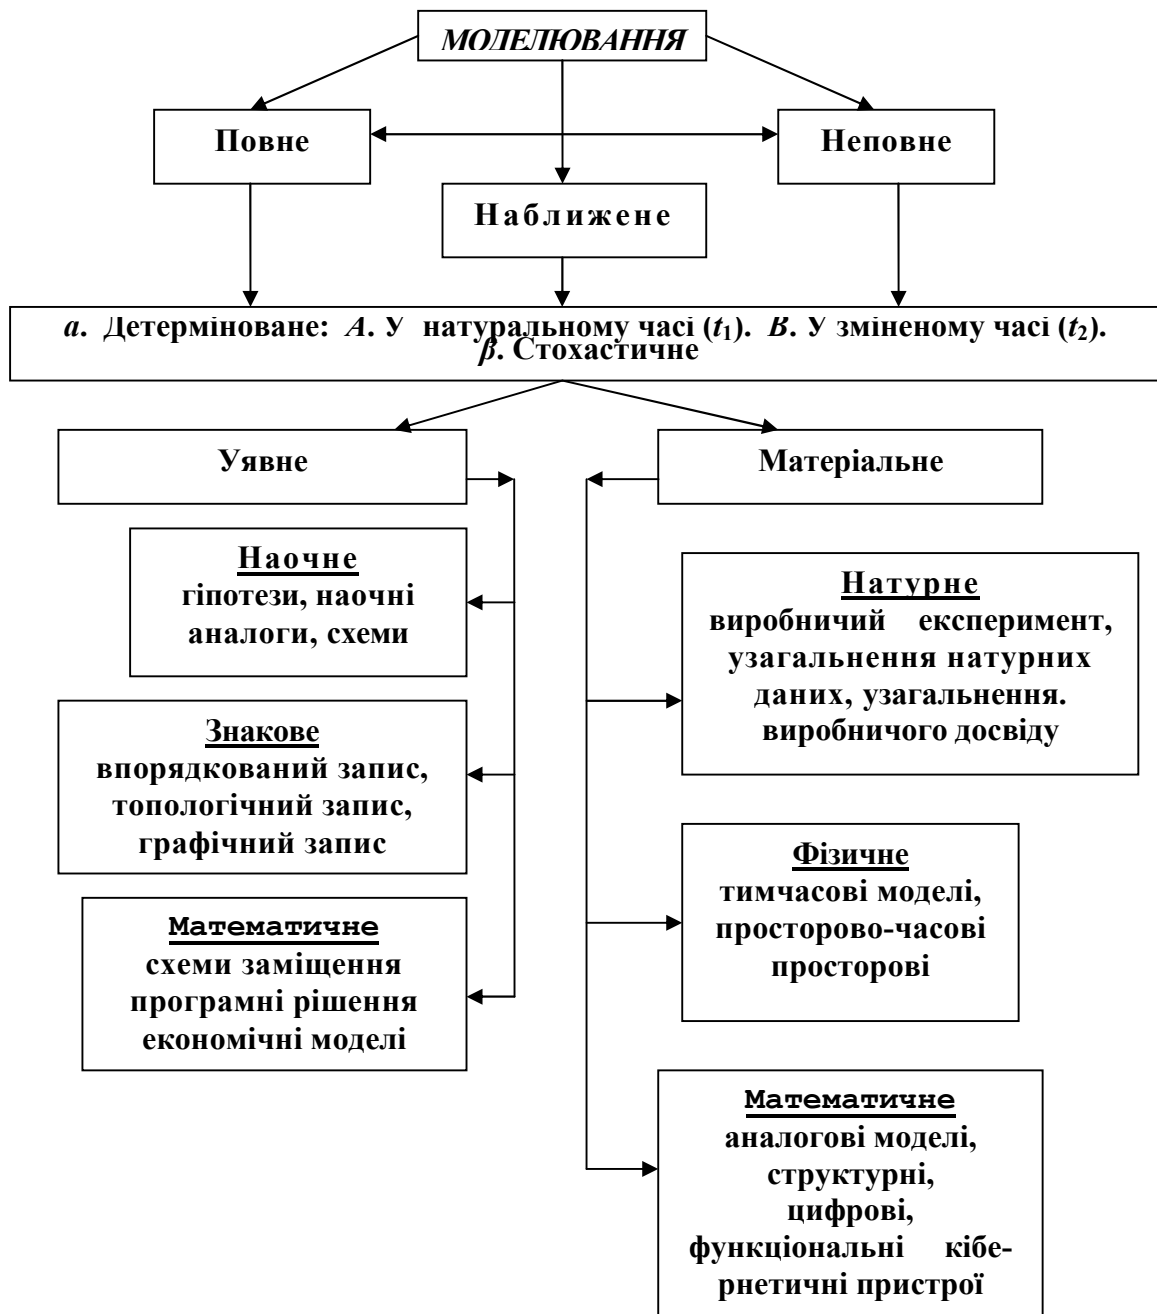 МОДЕЛЮВАННЯ
Повне
Неповне
Наближене
а. Детерміноване: А. У натуральному часі (t₁). В. У зміненому часі (t₂).
β. Стохастичне
Уявне
Матеріальне
Наочне
гіпотези, наочні
аналоги, схеми
Знакове
впорядкований запис,
топологічний запис,
графічний запис
Математичне
схеми заміщення
програмні рішення
економічні моделі
Натурне
виробничий експеримент,
узагальнення натурних
даних, узагальнення.
виробничого досвіду
Фізичне
тимчасові моделі,
просторово-часові
просторові
Математичне
аналогові моделі,
структурні,
цифрові,
функціональні кібе-
рнетичні пристрої